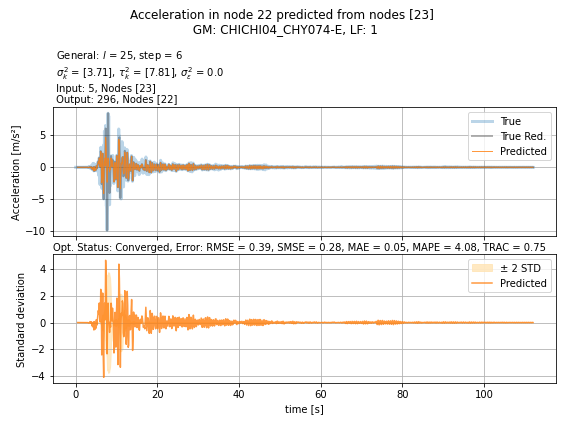 Acceleration in node 22 predicted from nodes [23]
GM: CHICHI04_CHY074-E, LF: 1
General: l = 25, step = 6
σ²ₖ = [3.71], τ²ₖ = [7.81], σ²ε = 0.0
Input: 5, Nodes [23]
Output: 296, Nodes [22]
Acceleration [m/s²]
5
0
−5
−10
True
True Red.
Predicted
Opt. Status: Converged, Error: RMSE = 0.39, SMSE = 0.28, MAE = 0.05, MAPE = 4.08, TRAC = 0.75
Standard deviation
4
2
0
−2
−4
± 2 STD
Predicted
0 20 40 60 80 100
time [s]